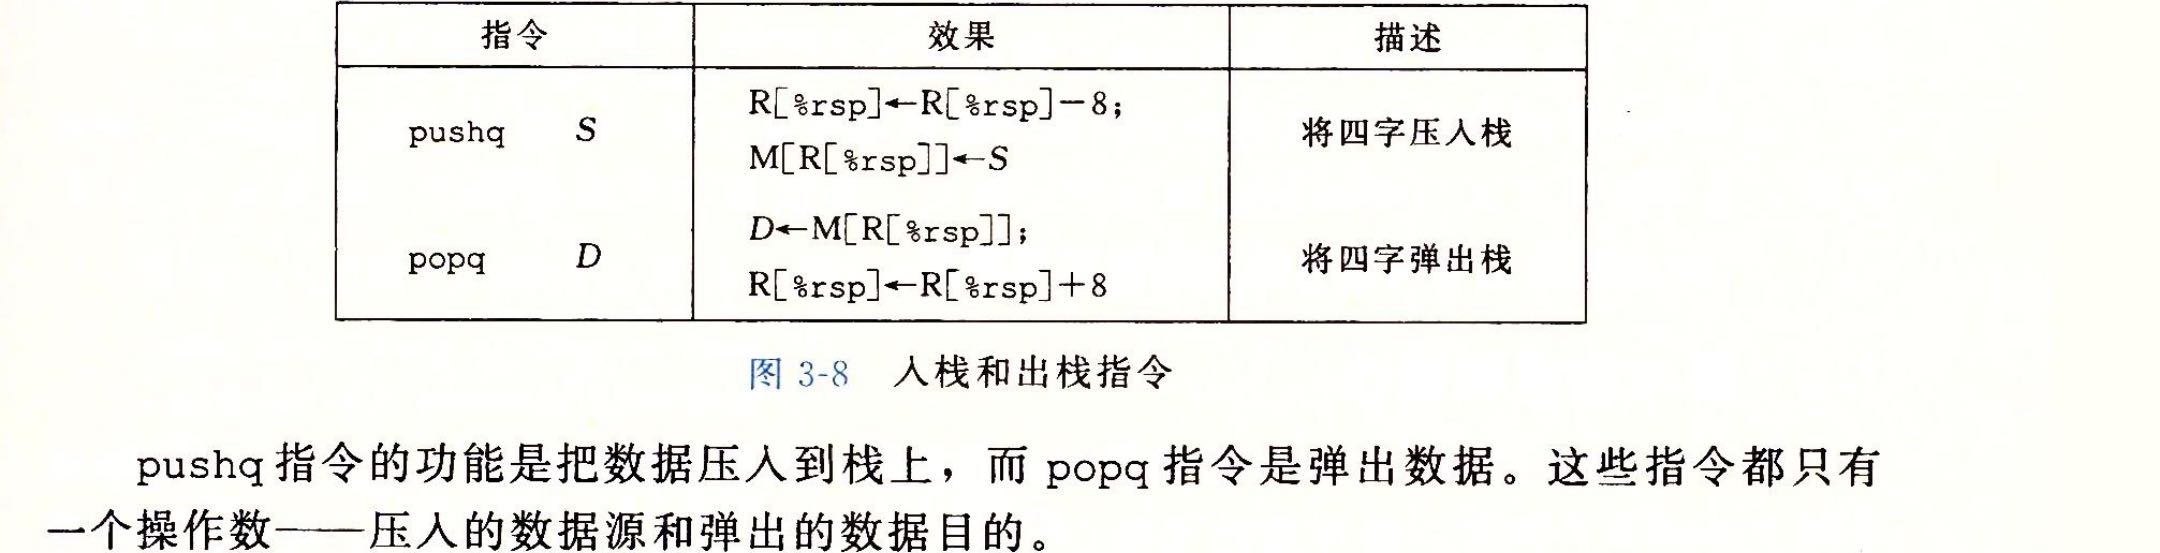 指令 效果 描述
pushq S R[%rsp]←R[%rsp]−8; 将四字压入栈
M[R[%rsp]]←S
popq D D←M[R[%rsp]]; 将四字弹出栈
R[%rsp]←R[%rsp]+8
图 3-8 入栈和出栈指令
pushq 指令的功能是把数据压入到栈上，而 popq 指令是弹出数据。这些指令都只有
一个操作数——压入的数据源和弹出的数据目的。